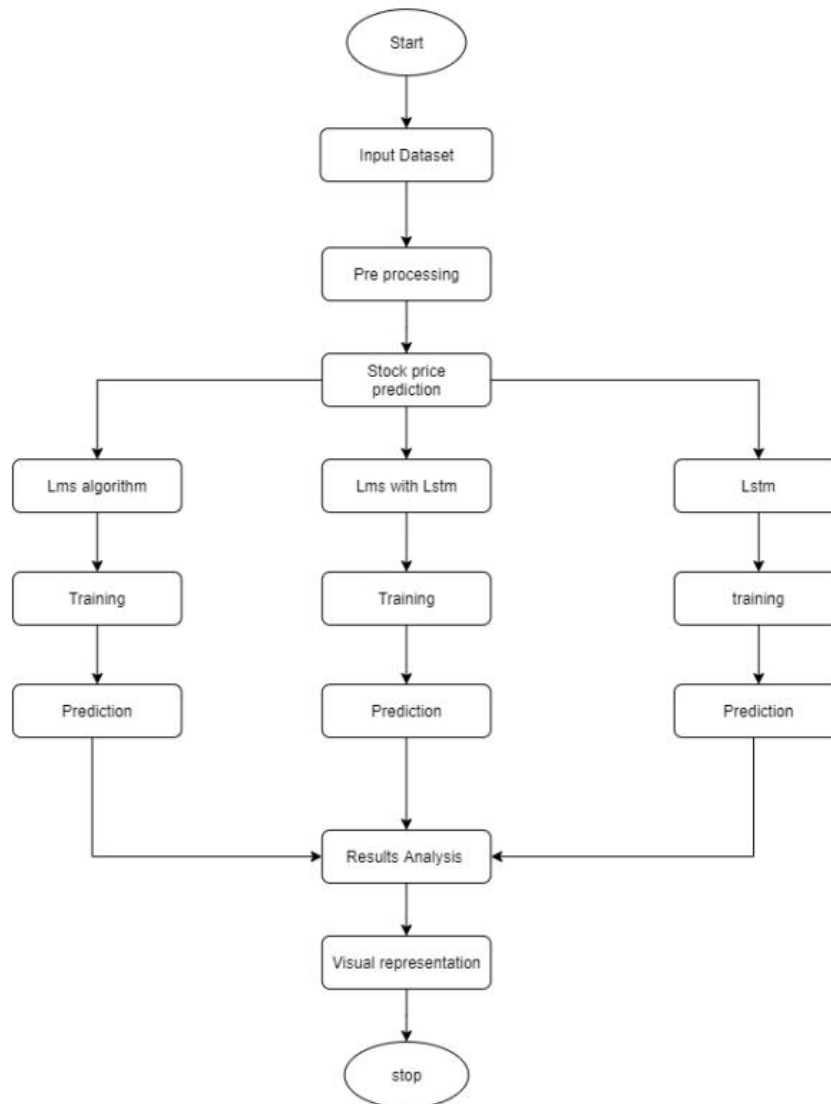 Start
Input Dataset
Pre processing
Stock price
prediction
Lms algorithm
Lms with Lstm
Lstm
Training
Training
training
Prediction
Prediction
Prediction
Results Analysis
Visual representation
stop